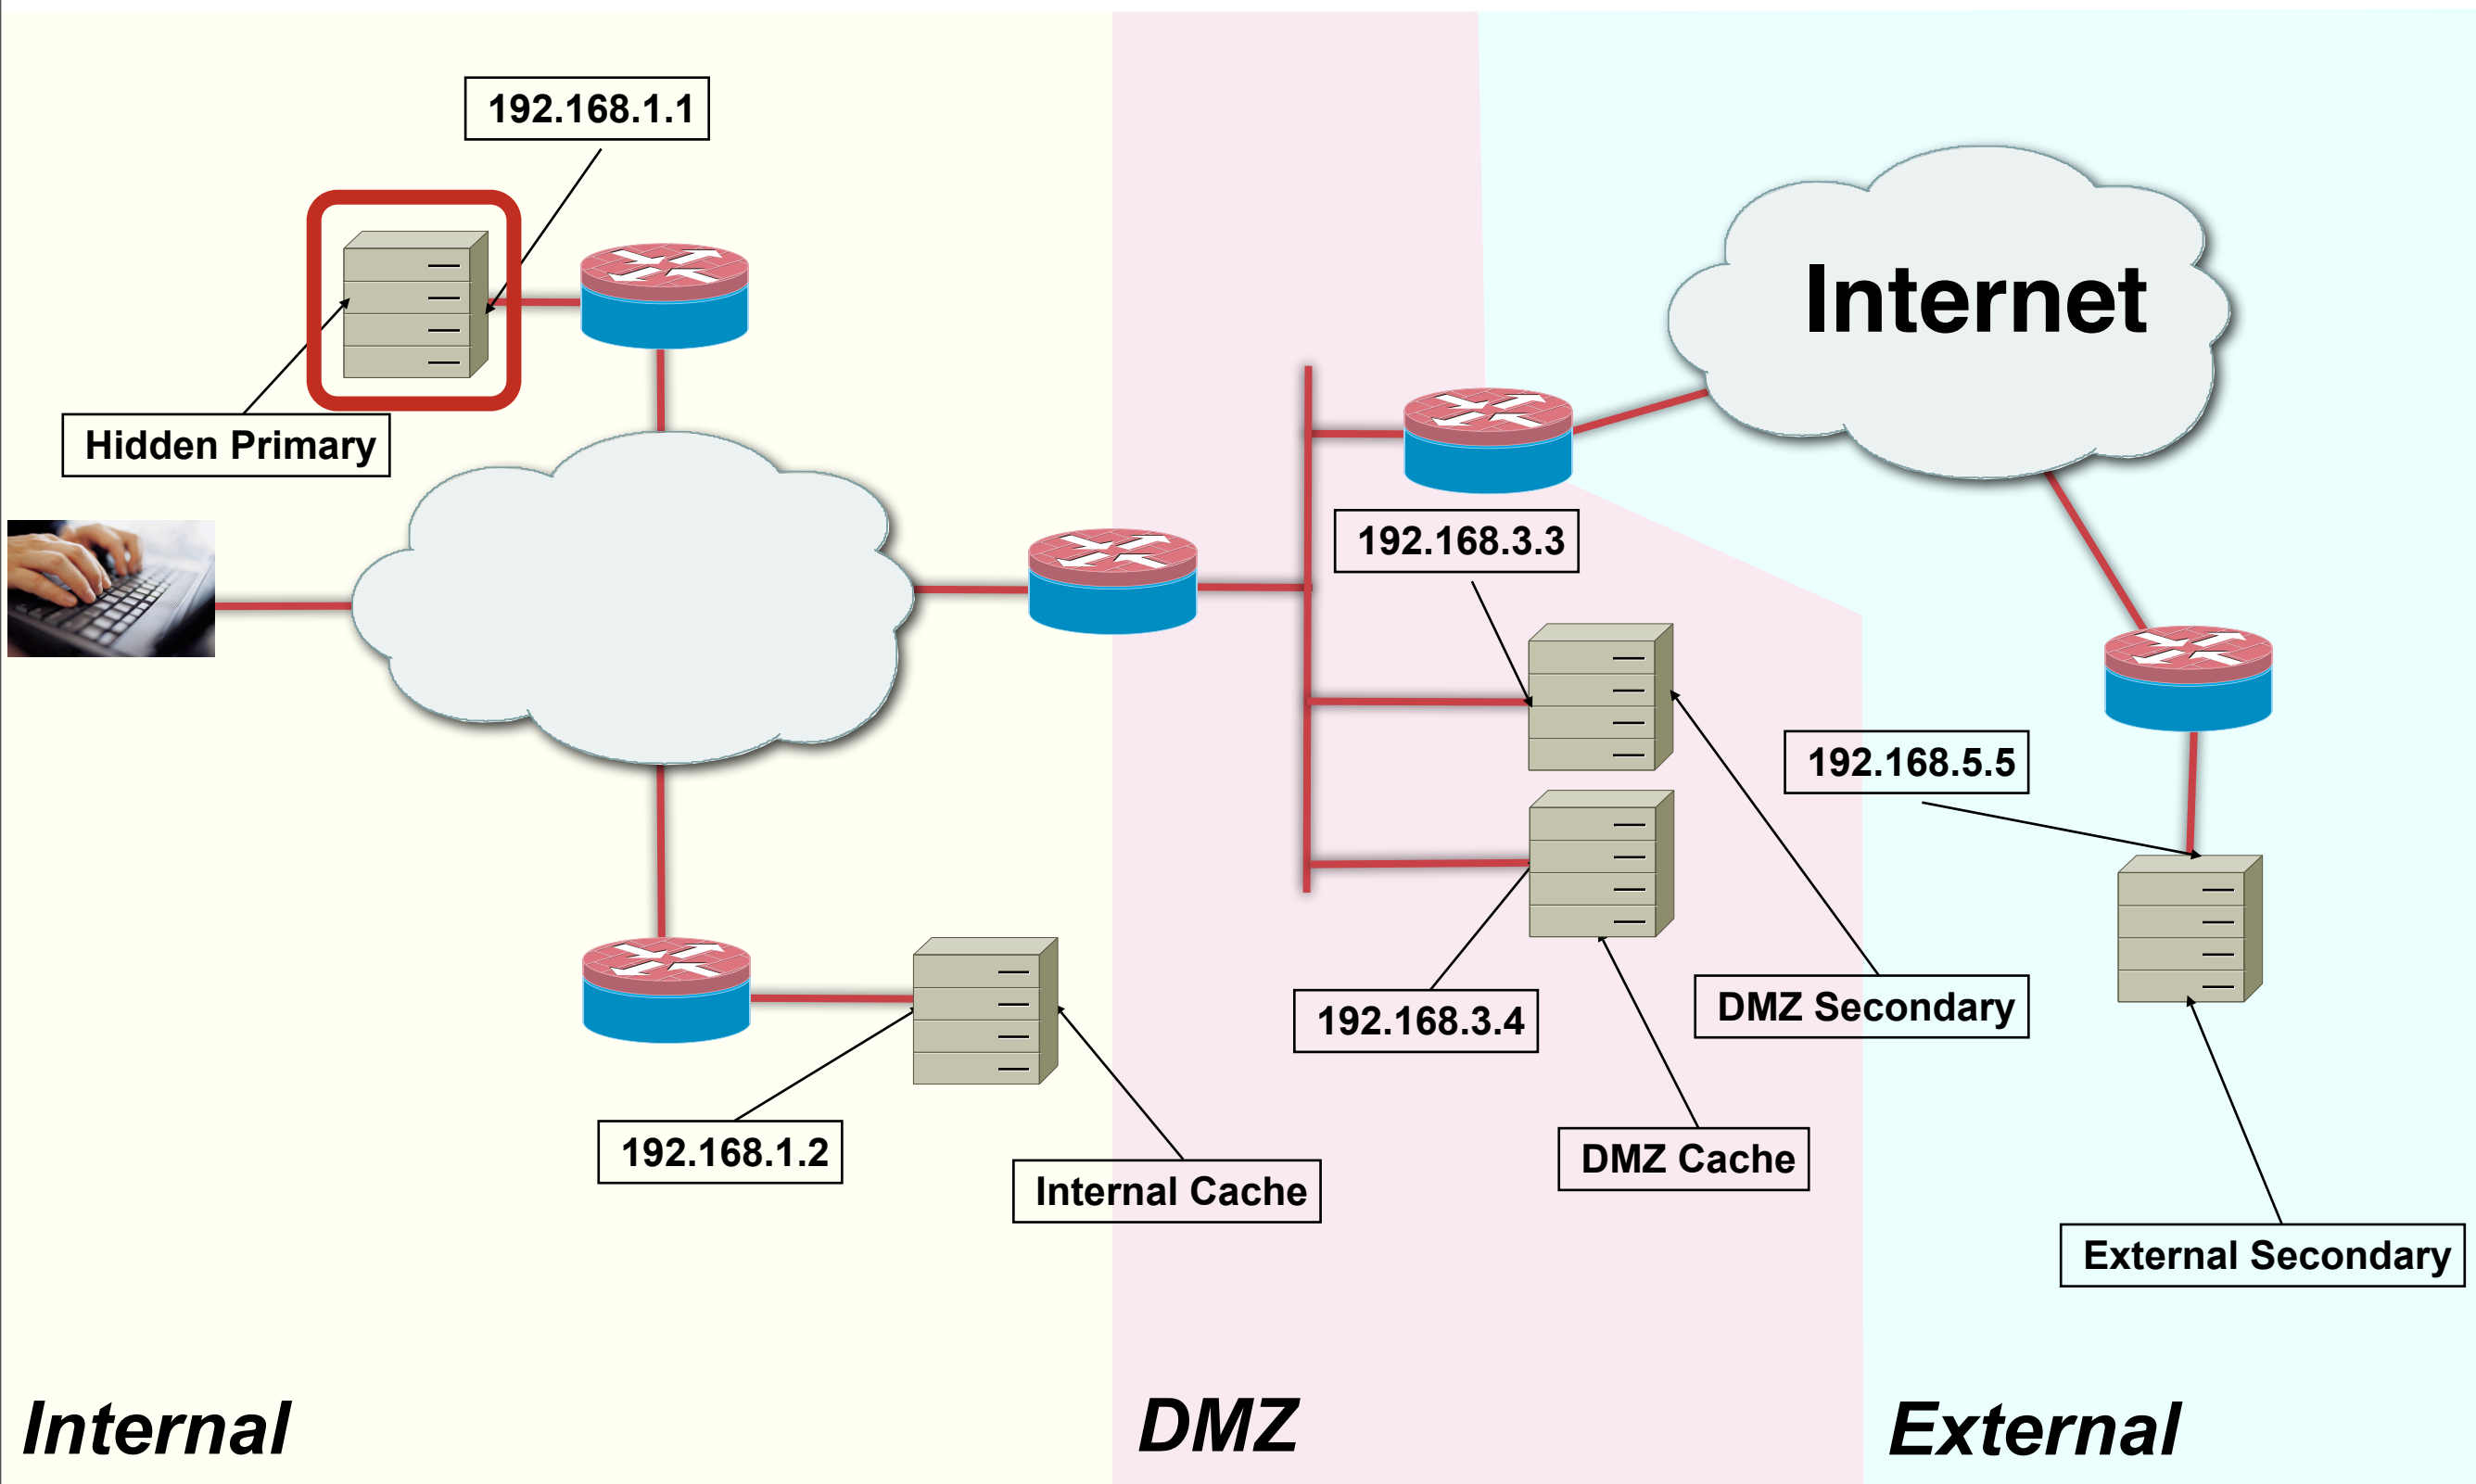 192.168.1.1
Internet
Hidden Primary
192.168.3.3
192.168.5.5
DMZ Secondary
192.168.3.4
192.168.1.2
DMZ Cache
Internal Cache
External Secondary
Internal
DMZ
External